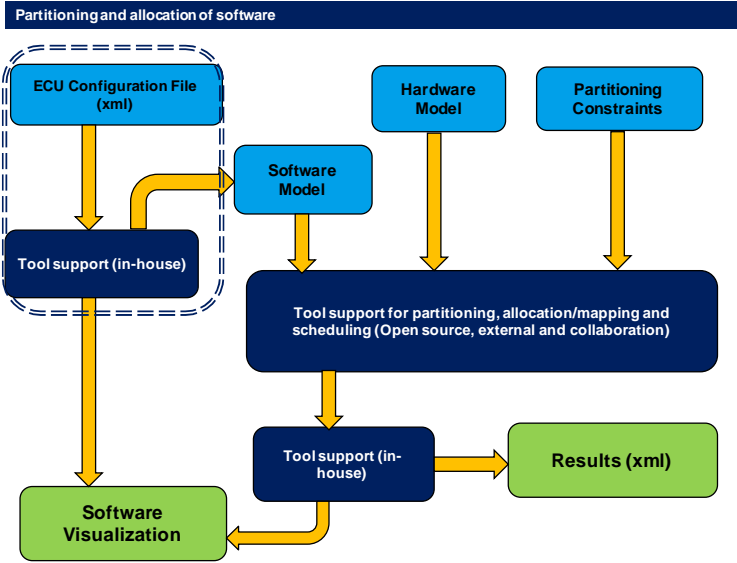 Partitioning and allocation of software
ECU Configuration File
(xml)
Hardware
Model
Partitioning
Constraints
Software
Model
Tool support (in-house)
Tool support for partitioning, allocation/mapping and
scheduling (Open source, external and collaboration)
Tool support (in-
house)
Results (xml)
Software
Visualization